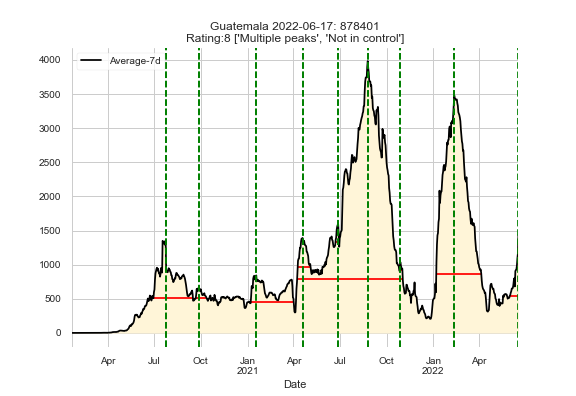 Guatemala 2022-06-17: 878401
Rating:8 ['Multiple peaks', 'Not in control']
Average-7d
4000
3500
3000
2500
2000
1500
1000
500
0
Apr Jul Oct Jan Apr Jul Oct Jan Apr
2021 2022
Date